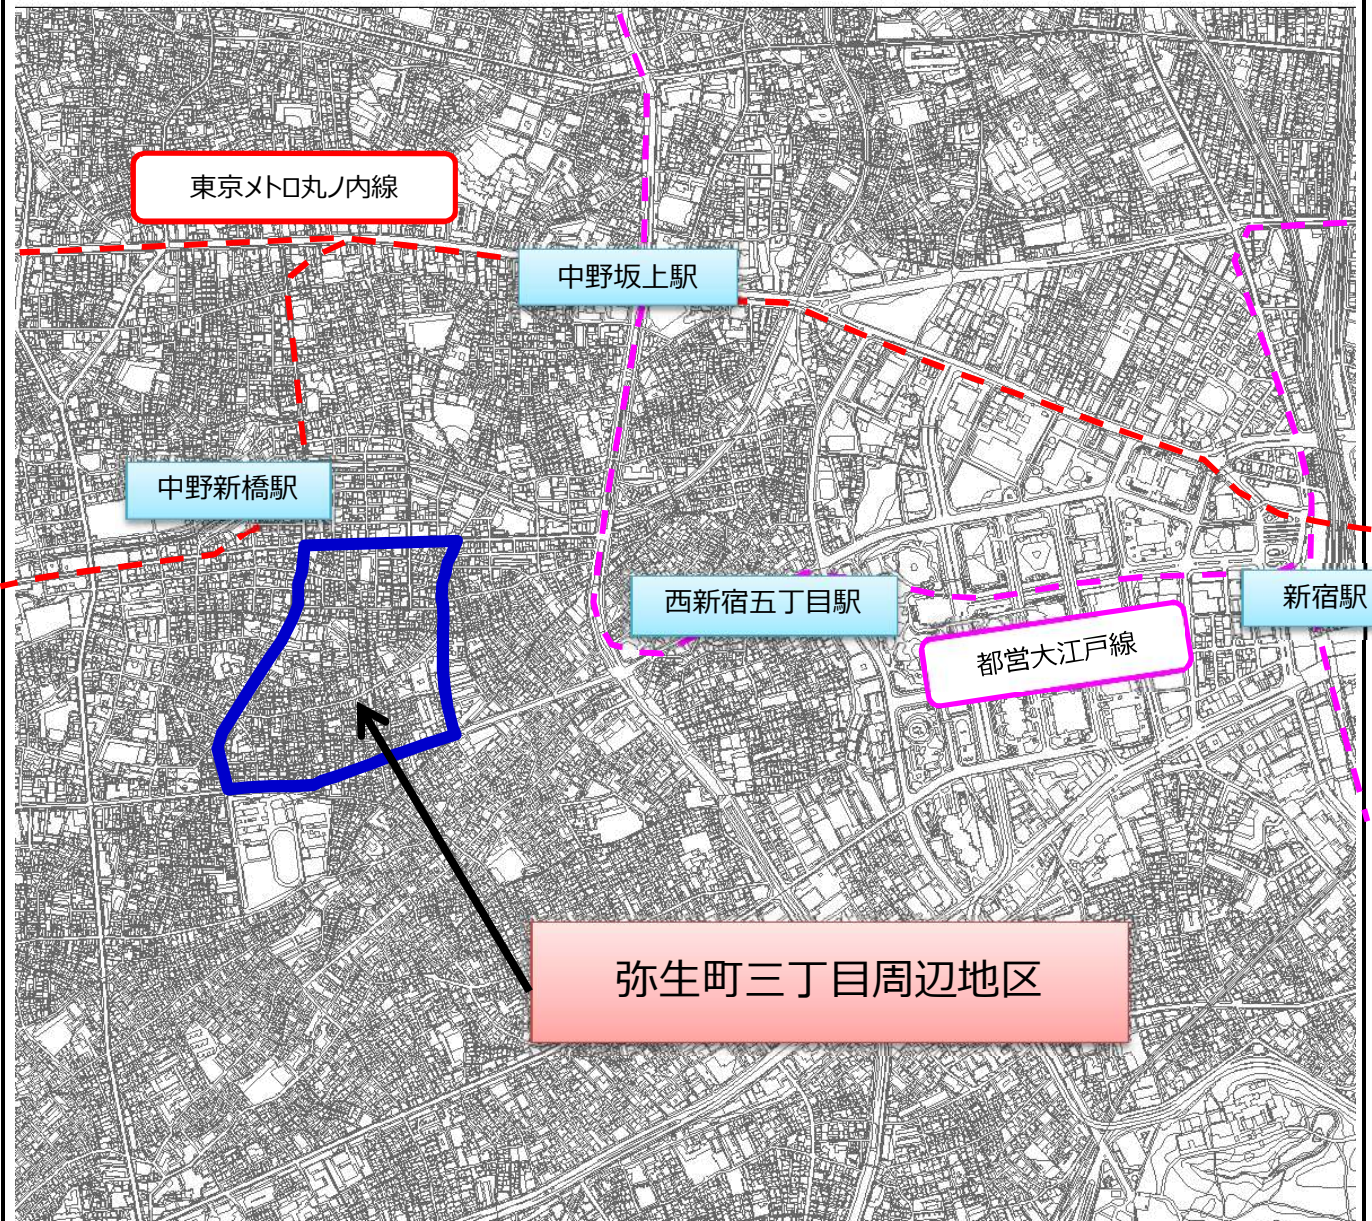 東京メトロ丸ノ内線
中野坂上駅
中野新橋駅
西新宿五丁目駅
新宿駅
都営大江戸線
弥生町三丁目周辺地区